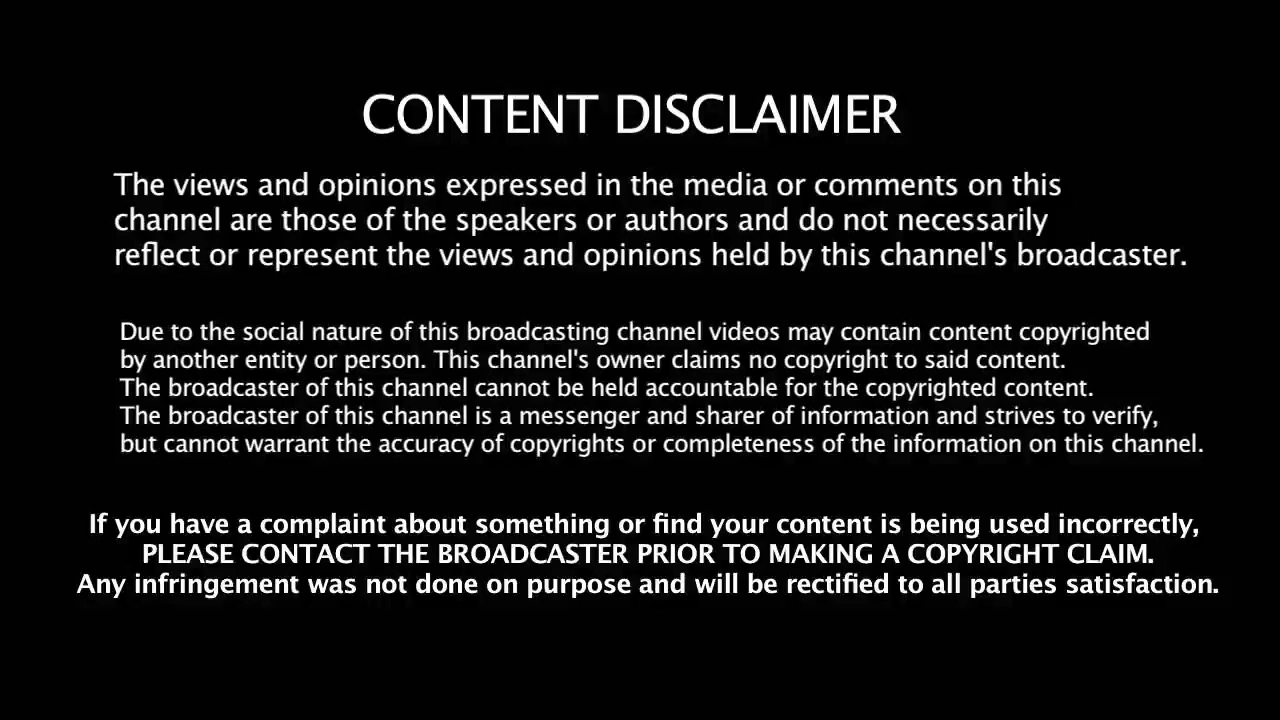 CONTENT DISCLAIMER
The views and opinions expressed in the media or comments on this
channel are those of the speakers or authors and do not necessarily
reflect or represent the views and opinions held by this channel's broadcaster.
Due to the social nature of this broadcasting channel videos may contain content copyrighted
by another entity or person. This channel's owner claims no copyright to said content.
The broadcaster of this channel cannot be held accountable for the copyrighted content.
The broadcaster of this channel is a messenger and sharer of information and strives to verify,
but cannot warrant the accuracy of copyrights or completeness of the information on this channel.
If you have a complaint about something or find your content is being used incorrectly,
PLEASE CONTACT THE BROADCASTER PRIOR TO MAKING A COPYRIGHT CLAIM.
Any infringement was not done on purpose and will be rectified to all parties satisfaction.